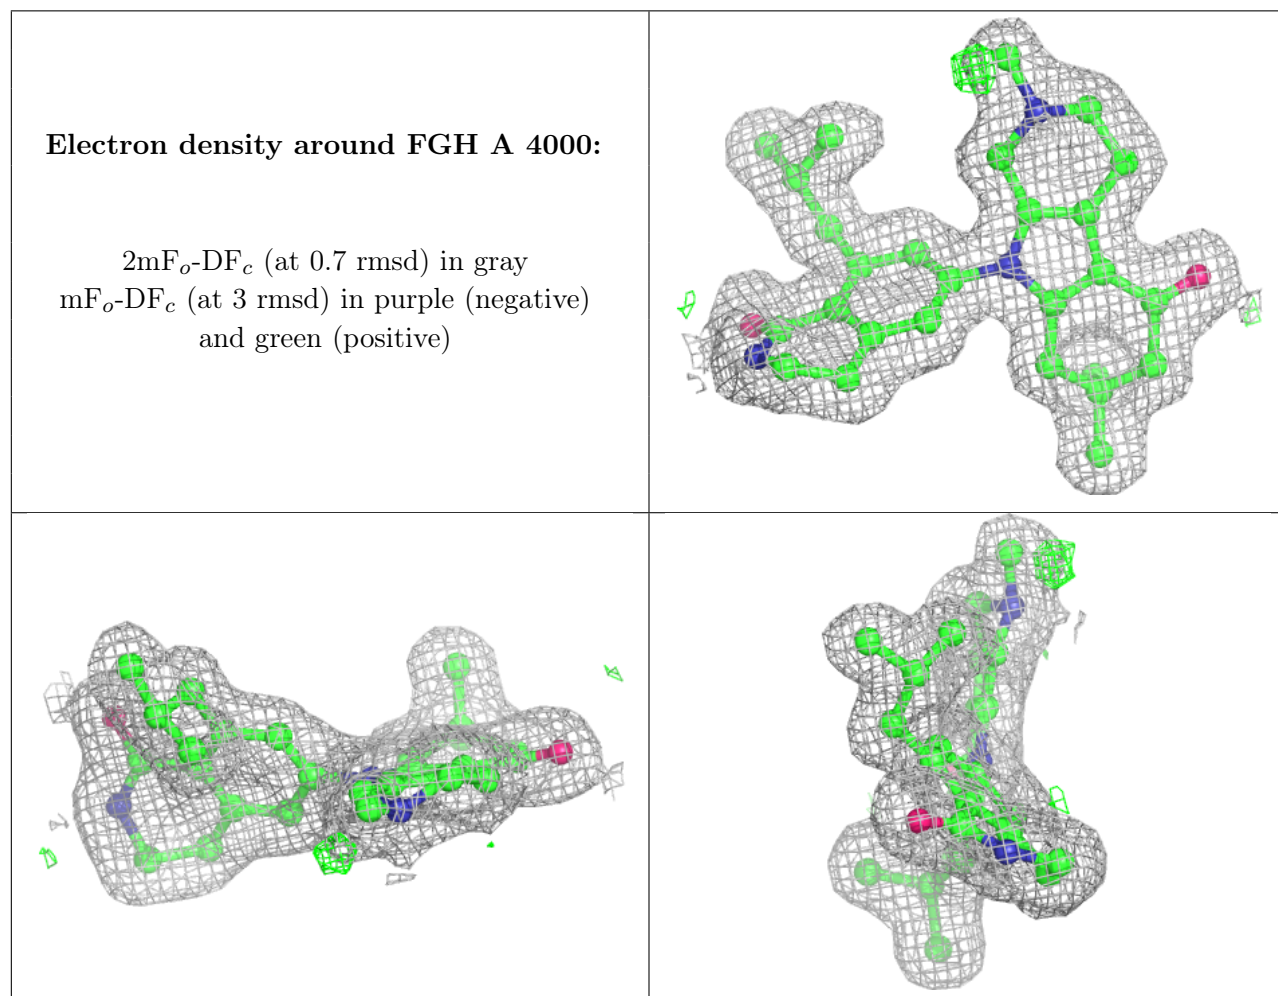 Electron density around FGH A 4000:
2mFₒ-DF𝒸 (at 0.7 rmsd) in gray
mFₒ-DF𝒸 (at 3 rmsd) in purple (negative)
and green (positive)